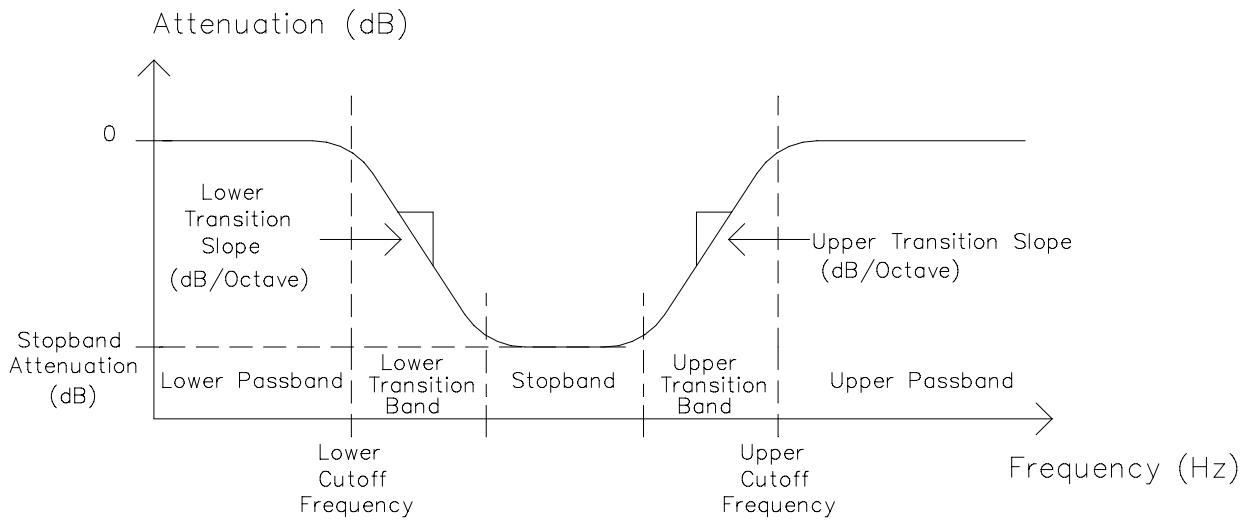 Attenuation (dB)
0
Lower
Transition
Slope
(dB/Octave)
Upper Transition Slope
(dB/Octave)
Stopband
Attenuation
(dB)
Lower Passband
Lower
Transition
Band
Stopband
Upper
Transition
Band
Upper Passband
Lower
Cutoff
Frequency
Upper
Cutoff
Frequency
Frequency (Hz)